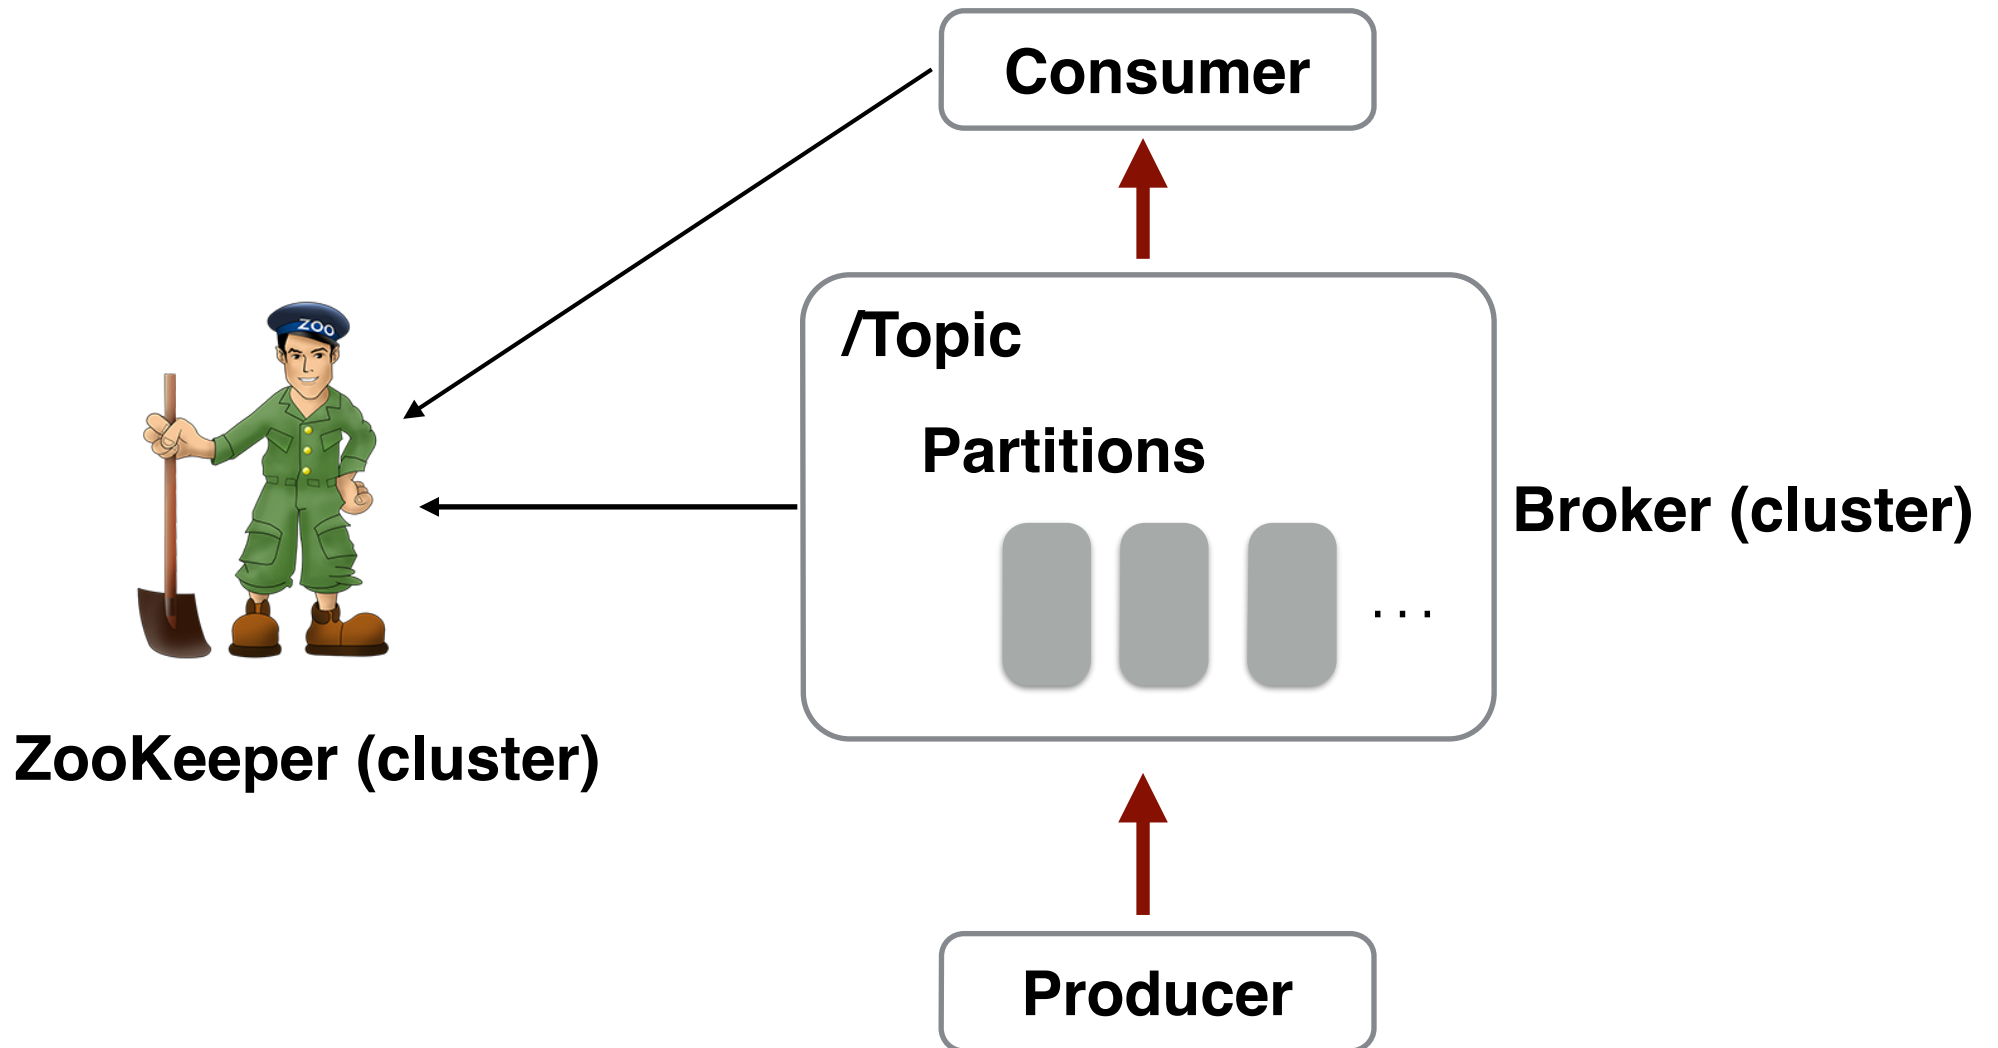 Consumer
ZOO
/Topic
Partitions
...
Broker (cluster)
ZooKeeper (cluster)
Producer